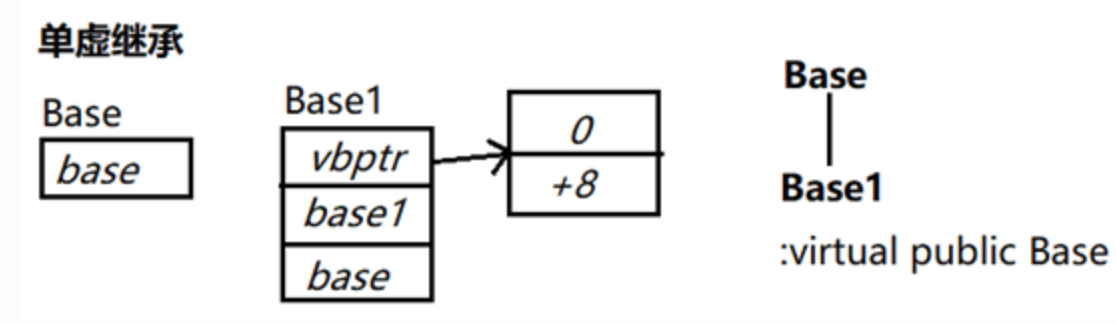 单虚继承
Base
base
Base1
vbptr
base1
base
0
+8
Base
Base1
:virtual public Base